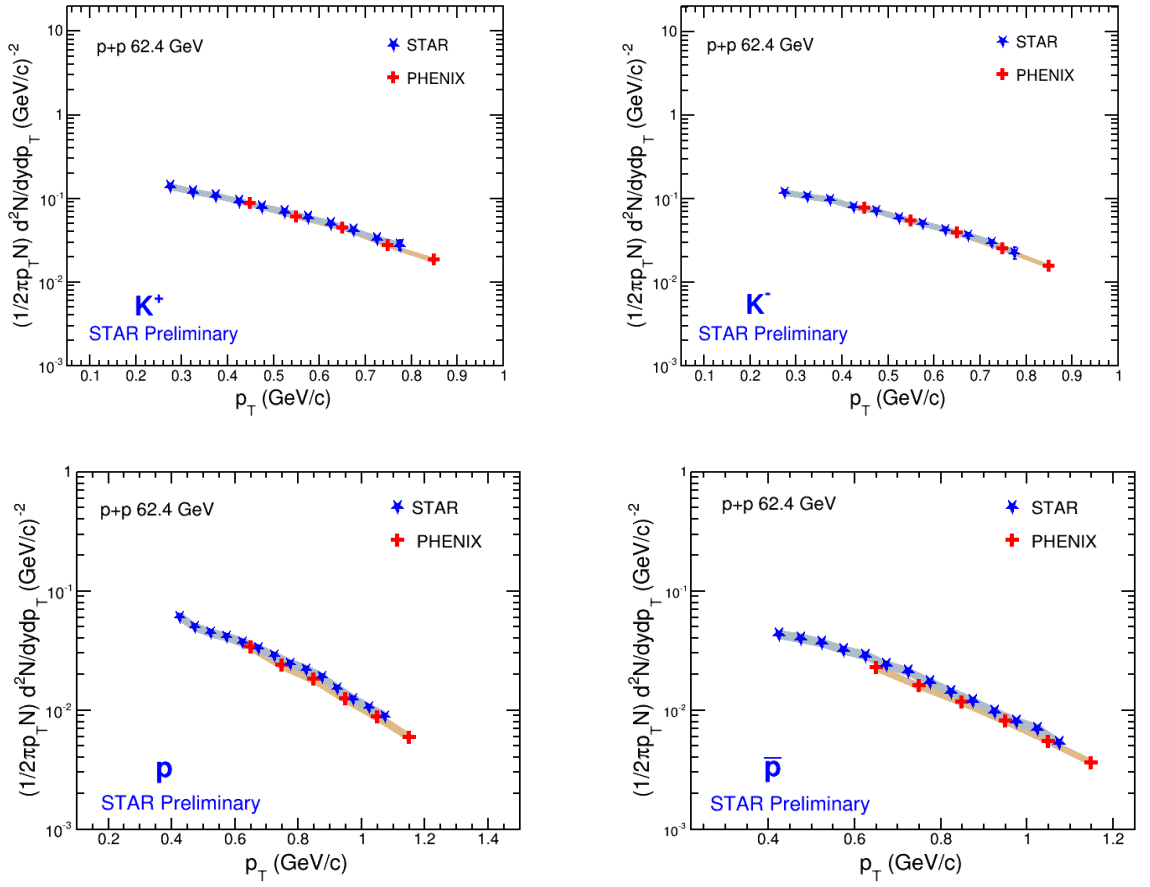 p+p 62.4 GeV
STAR
PHENIX
10
1
10⁻¹
10⁻²
10⁻³
(1/2πp_T N) d²N/dydp_T (GeV/c)⁻²
K⁺
STAR Preliminary
0.1 0.2 0.3 0.4 0.5 0.6 0.7 0.8 0.9 1
p_T (GeV/c)
p+p 62.4 GeV
STAR
PHENIX
10
1
10⁻¹
10⁻²
10⁻³
(1/2πp_T N) d²N/dydp_T (GeV/c)⁻²
K⁻
STAR Preliminary
0.1 0.2 0.3 0.4 0.5 0.6 0.7 0.8 0.9 1
p_T (GeV/c)
p+p 62.4 GeV
STAR
PHENIX
1
10⁻¹
10⁻²
10⁻³
(1/2πp_T N) d²N/dydp_T (GeV/c)⁻²
p
STAR Preliminary
0.2 0.4 0.6 0.8 1 1.2 1.4
p_T (GeV/c)
p+p 62.4 GeV
STAR
PHENIX
1
10⁻¹
10⁻²
10⁻³
(1/2πp_T N) d²N/dydp_T (GeV/c)⁻²
p̅
STAR Preliminary
0.4 0.6 0.8 1 1.2
p_T (GeV/c)